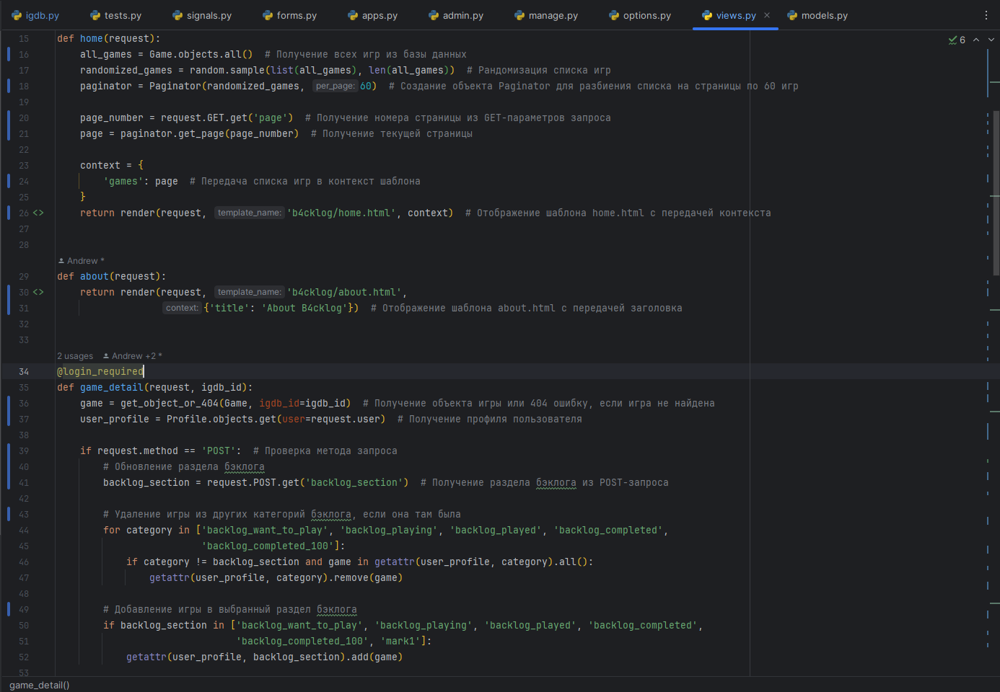 igdb.py tests.py signals.py forms.py apps.py admin.py manage.py options.py views.py models.py
15 def home(request):
6
16 all_games = Game.objects.all()  # Получение всех игр из базы данных
17 randomized_games = random.sample(list(all_games), len(all_games))  # Рандомизация списка игр
18 paginator = Paginator(randomized_games, per_page: 60)  # Создание объекта Paginator для разбиения списка на страницы по 60 игр
19
20 page_number = request.GET.get('page')  # Получение номера страницы из GET-параметров запроса
21 page = paginator.get_page(page_number)  # Получение текущей страницы
22
23 context = {
24 'games': page  # Передача списка игр в контекст шаблона
25 }
26 <> return render(request, template_name: 'b4cklog/home.html', context)  # Отображение шаблона home.html с передачей контекста
27
28
Andrew *
29 def about(request):
30 <> return render(request, template_name: 'b4cklog/about.html',
31 context: {'title': 'About B4cklog'})  # Отображение шаблона about.html с передачей заголовка
32
33
2 usages Andrew +2 *
34 @login_required
35 def game_detail(request, igdb_id):
36 game = get_object_or_404(Game, igdb_id=igdb_id)  # Получение объекта игры или 404 ошибку, если игра не найдена
37 user_profile = Profile.objects.get(user=request.user)  # Получение профиля пользователя
38
39 if request.method == 'POST':  # Проверка метода запроса
40 # Обновление раздела бэклога
41 backlog_section = request.POST.get('backlog_section')  # Получение раздела бэклога из POST-запроса
42
43 # Удаление игры из других категорий бэклога, если она там была
44 for category in ['backlog_want_to_play', 'backlog_playing', 'backlog_played', 'backlog_completed',
45 'backlog_completed_100']:
46 if category != backlog_section and game in getattr(user_profile, category).all():
47 getattr(user_profile, category).remove(game)
48
49 # Добавление игры в выбранный раздел бэклога
50 if backlog_section in ['backlog_want_to_play', 'backlog_playing', 'backlog_played', 'backlog_completed',
51 'backlog_completed_100', 'mark1']:
52 getattr(user_profile, backlog_section).add(game)
53
game_detail()